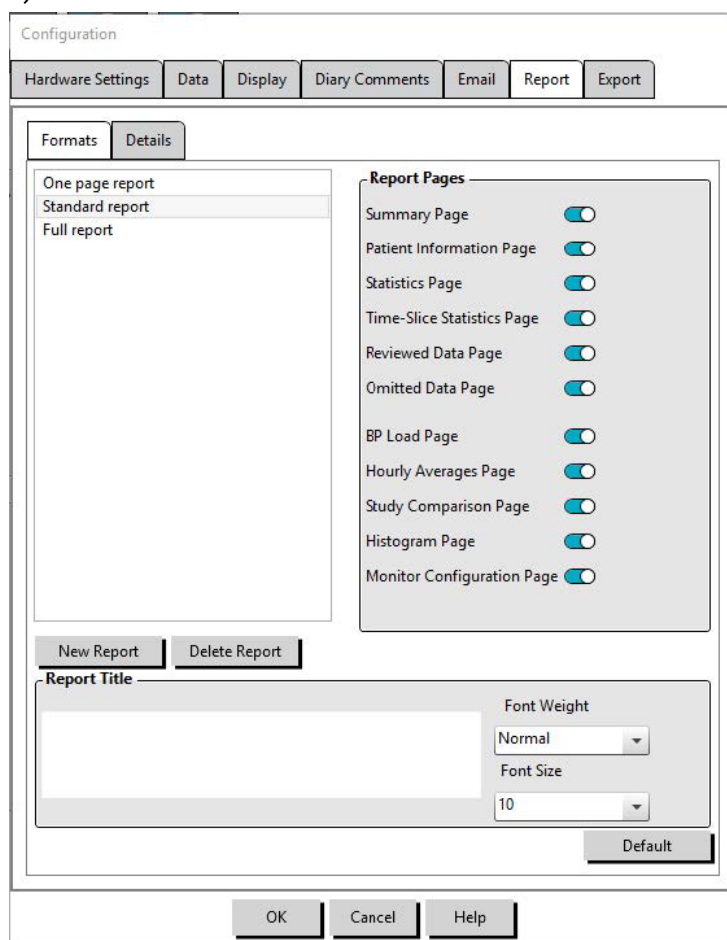 Configuration
Hardware Settings Data Display Diary Comments Email Report Export
Formats Details
One page report
Standard report
Full report
Report Pages
Summary Page
Patient Information Page
Statistics Page
Time-Slice Statistics Page
Reviewed Data Page
Omitted Data Page
BP Load Page
Hourly Averages Page
Study Comparison Page
Histogram Page
Monitor Configuration Page
New Report Delete Report
Report Title
Font Weight
Normal
Font Size
10
Default
OK Cancel Help